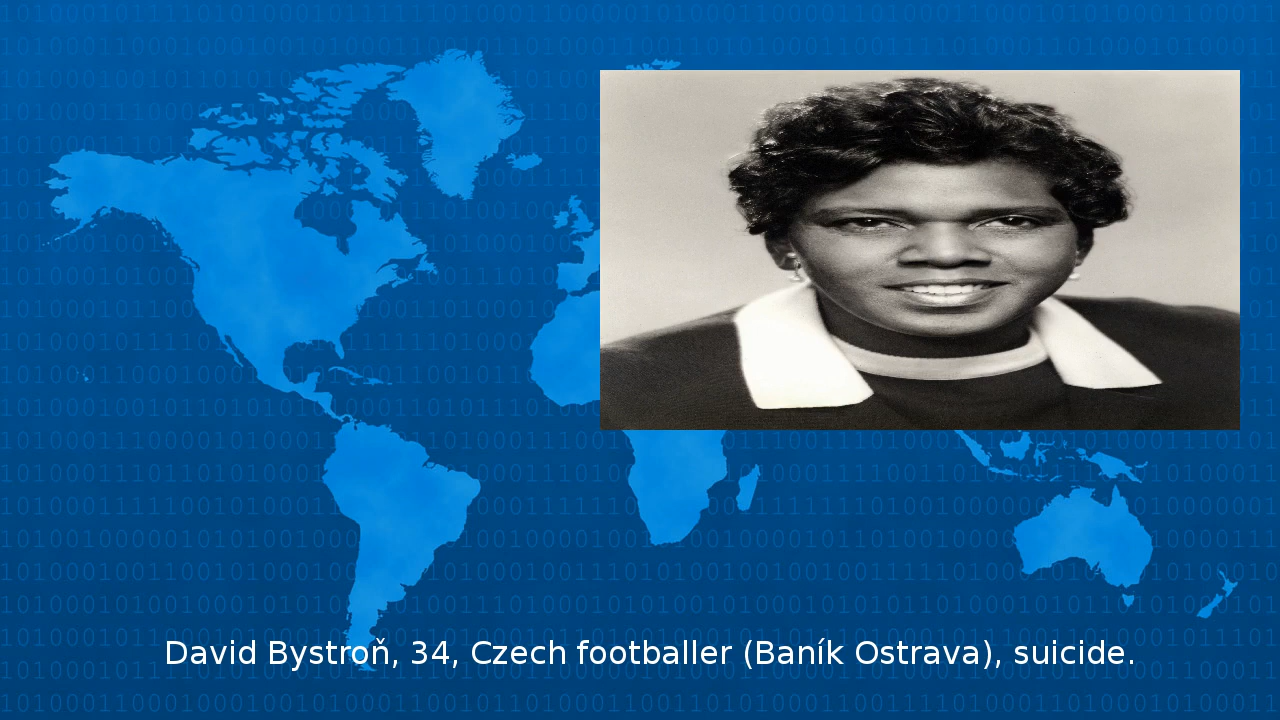 David Bystroň, 34, Czech footballer (Baník Ostrava), suicide.